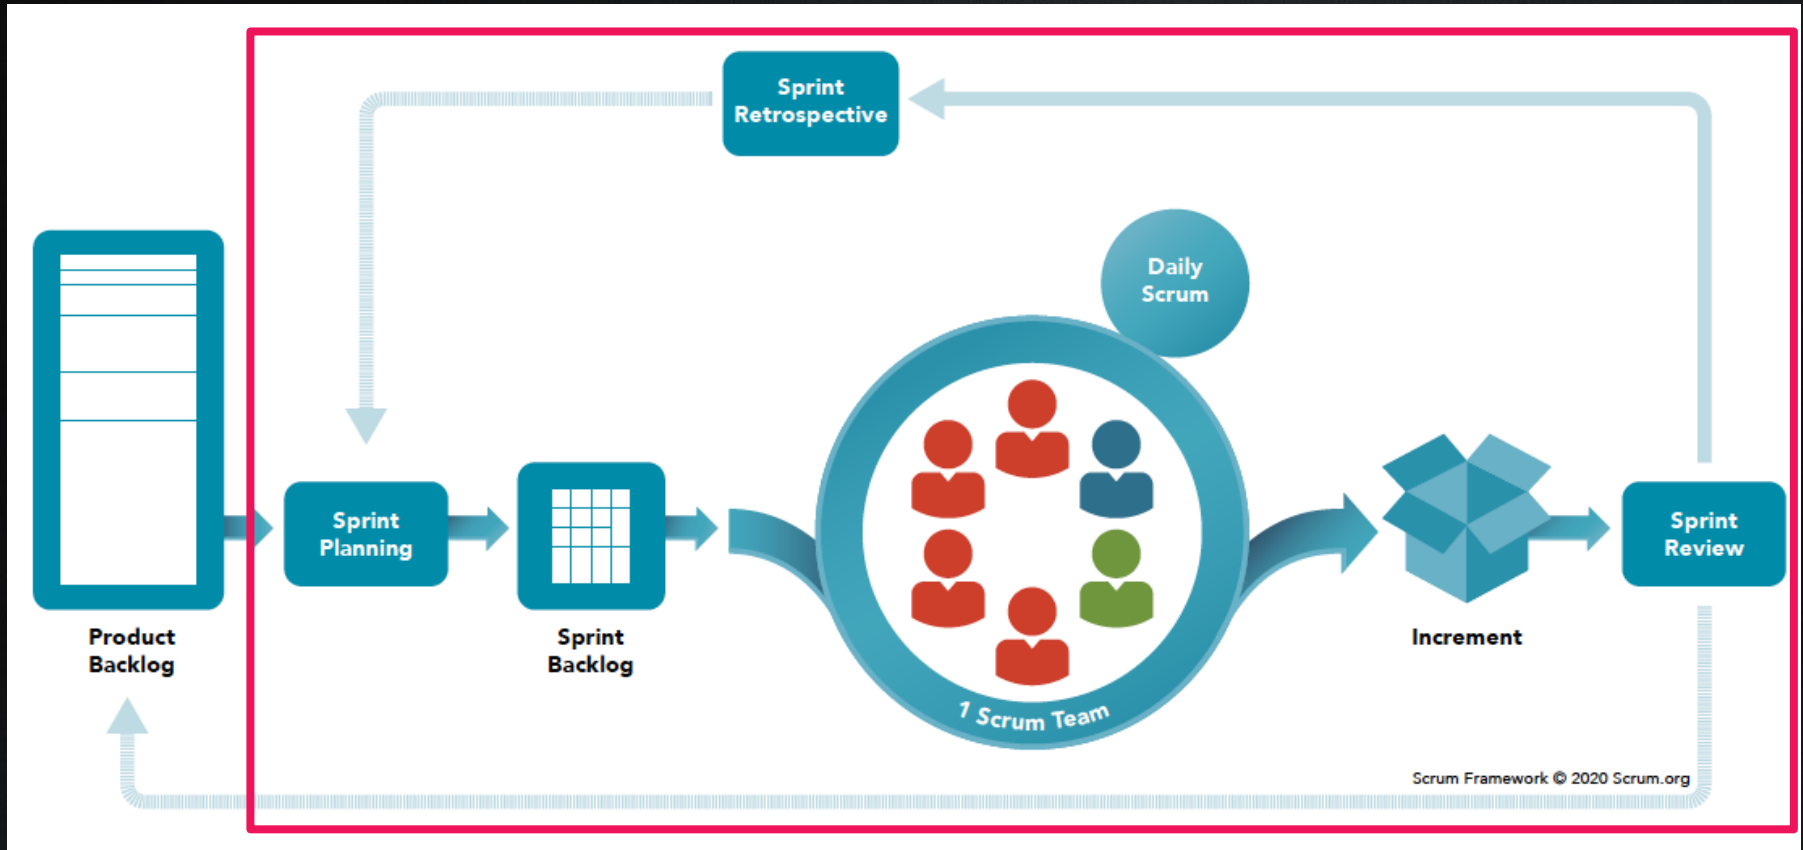 Sprint
Retrospective
Daily
Scrum
Product
Backlog
Sprint
Planning
Sprint
Backlog
1 Scrum Team
Increment
Sprint
Review
Scrum Framework © 2020 Scrum.org